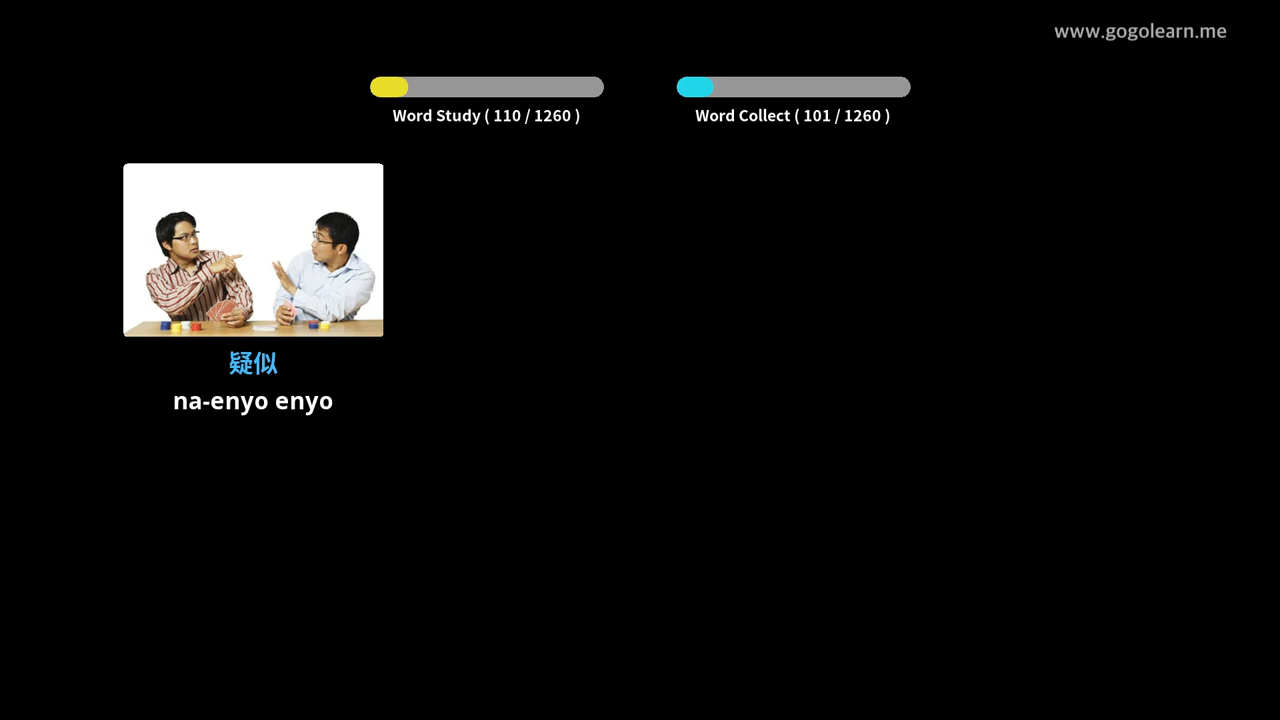 www.gogolearn.me
Word Study ( 110 / 1260 )
Word Collect ( 101 / 1260 )
疑似
na-enyo enyo